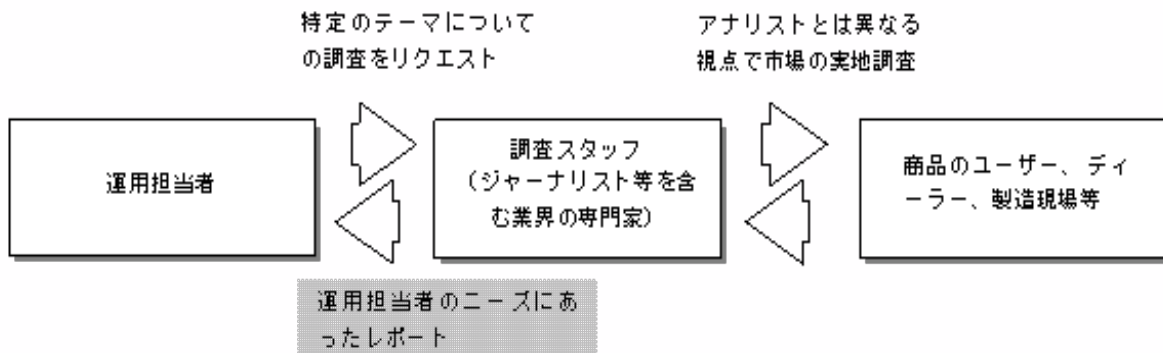 特定のテーマについて
の調査をリクエスト
アナリストとは異なる
視点で市場の実地調査
運用担当者
調査スタッフ
（ジャーナリスト等を含
む業界の専門家）
商品のユーザー、ディ
ーラー、製造現場等
運用担当者のニーズにあ
ったレポート